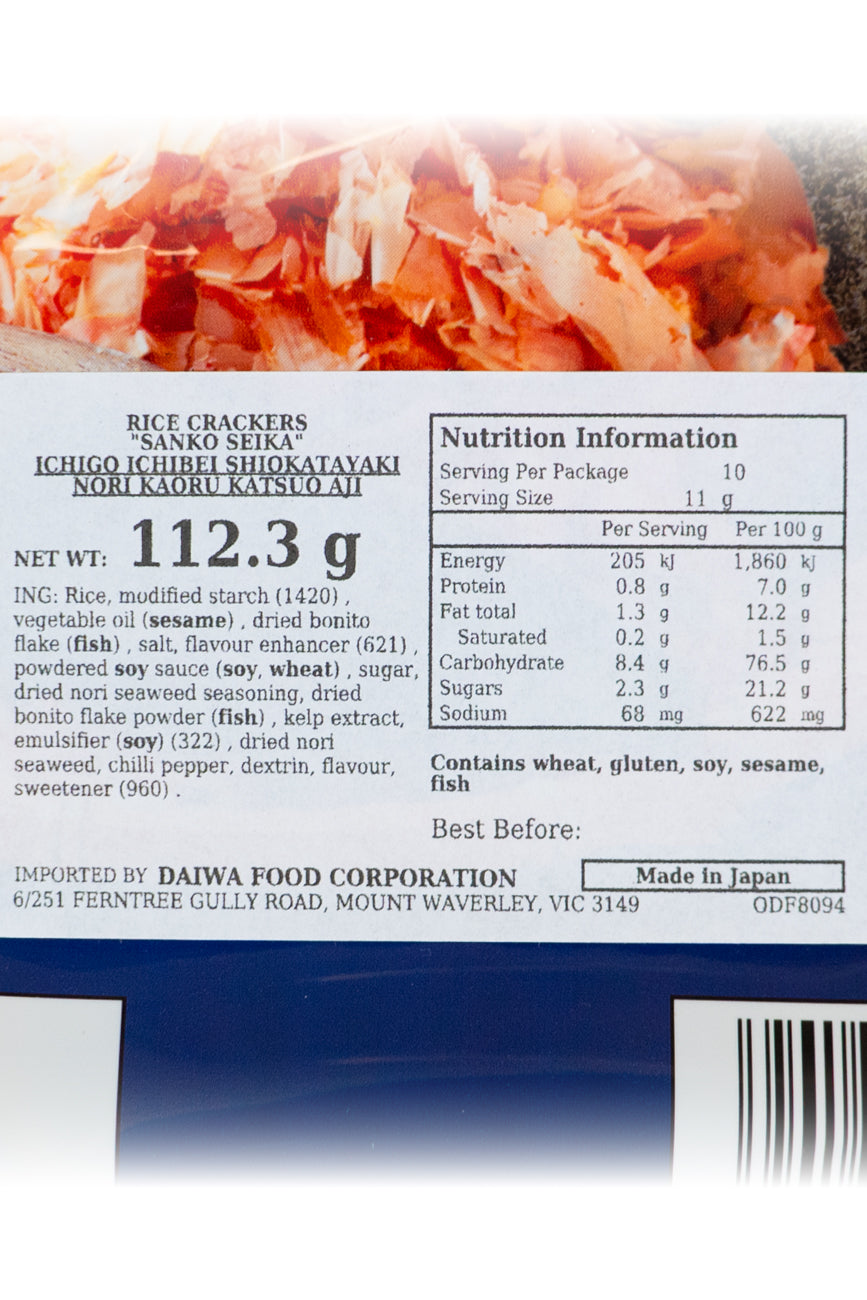 RICE CRACKERS
"SANKO SEIKA"
ICHIGO ICHIBEI SHIOKATAYAKI
NORI KAORU KATSUO AJI
NET WT: 112.3 g
ING: Rice, modified starch (1420) ,
vegetable oil (sesame) , dried bonito
flake (fish) , salt, flavour enhancer (621) ,
powdered soy sauce (soy, wheat) , sugar,
dried nori seaweed seasoning, dried
bonito flake powder (fish) , kelp extract,
emulsifier (soy) (322) , dried nori
seaweed, chilli pepper, dextrin, flavour,
sweetener (960) .
Nutrition Information
Serving Per Package 10
Serving Size 11 g
Per Serving Per 100 g
Energy 205 kJ 1,860 kJ
Protein 0.8 g 7.0 g
Fat total 1.3 g 12.2 g
Saturated 0.2 g 1.5 g
Carbohydrate 8.4 g 76.5 g
Sugars 2.3 g 21.2 g
Sodium 68 mg 622 mg
Contains wheat, gluten, soy, sesame,
fish
Best Before:
IMPORTED BY DAIWA FOOD CORPORATION
Made in Japan
6/251 FERNTREE GULLY ROAD, MOUNT WAVERLEY, VIC 3149
ODF8094